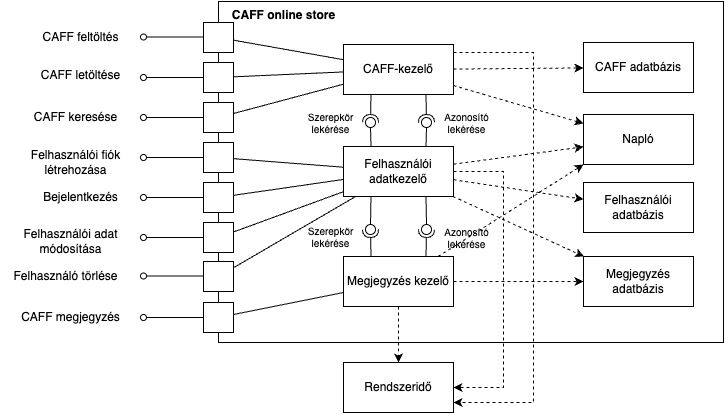 CAFF online store
CAFF feltöltés
CAFF letöltése
CAFF keresése
Felhasználói fiók
létrehozása
Bejelentkezés
Felhasználói adat
módosítása
Felhasználó törlése
CAFF megjegyzés
CAFF-kezelő
Szerepkör
lekérése
Azonosító
lekérése
Felhasználói
adatkezelő
Szerepkör
lekérése
Azonosító
lekérése
Megjegyzés kezelő
CAFF adatbázis
Napló
Felhasználói
adatbázis
Megjegyzés
adatbázis
Rendszeridő